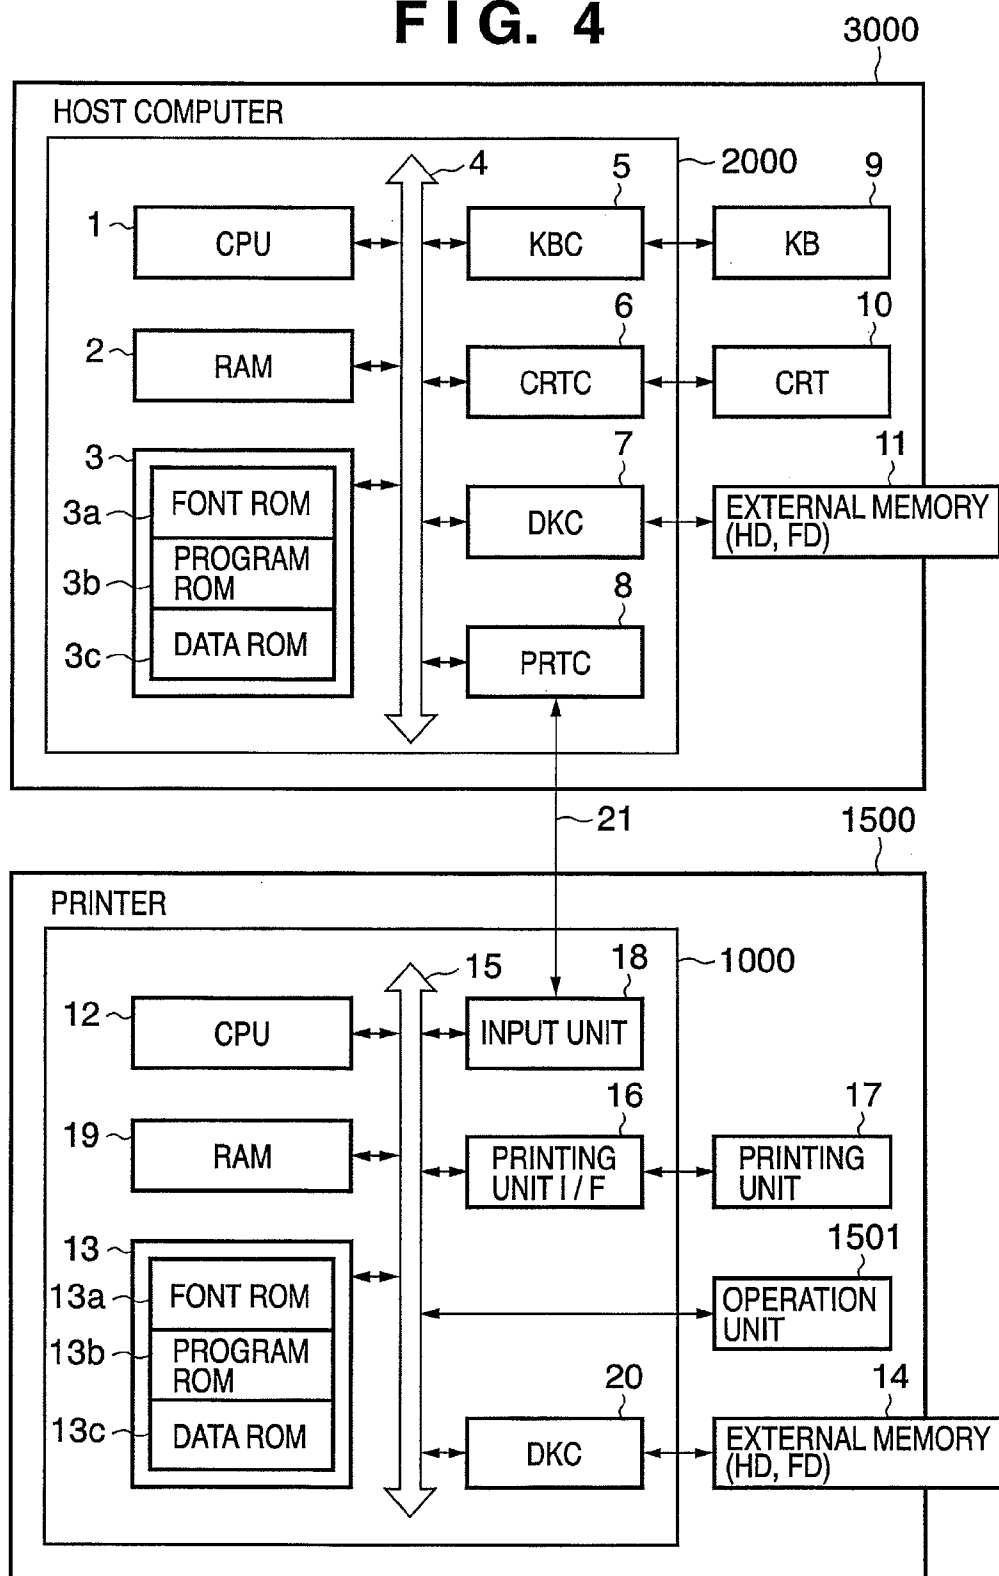 FIG. 4
3000
HOST COMPUTER
2000
4
1
CPU
5
KBC
9
KB
2
RAM
6
CRTC
10
CRT
3
3a
FONT ROM
3b
PROGRAM
ROM
3c
DATA ROM
7
DKC
11
EXTERNAL MEMORY
(HD, FD)
8
PRTC
21
1500
PRINTER
1000
15
12
CPU
18
INPUT UNIT
19
RAM
16
PRINTING
UNIT I / F
17
PRINTING
UNIT
13
13a
FONT ROM
13b
PROGRAM
ROM
13c
DATA ROM
1501
OPERATION
UNIT
20
DKC
14
EXTERNAL MEMORY
(HD, FD)